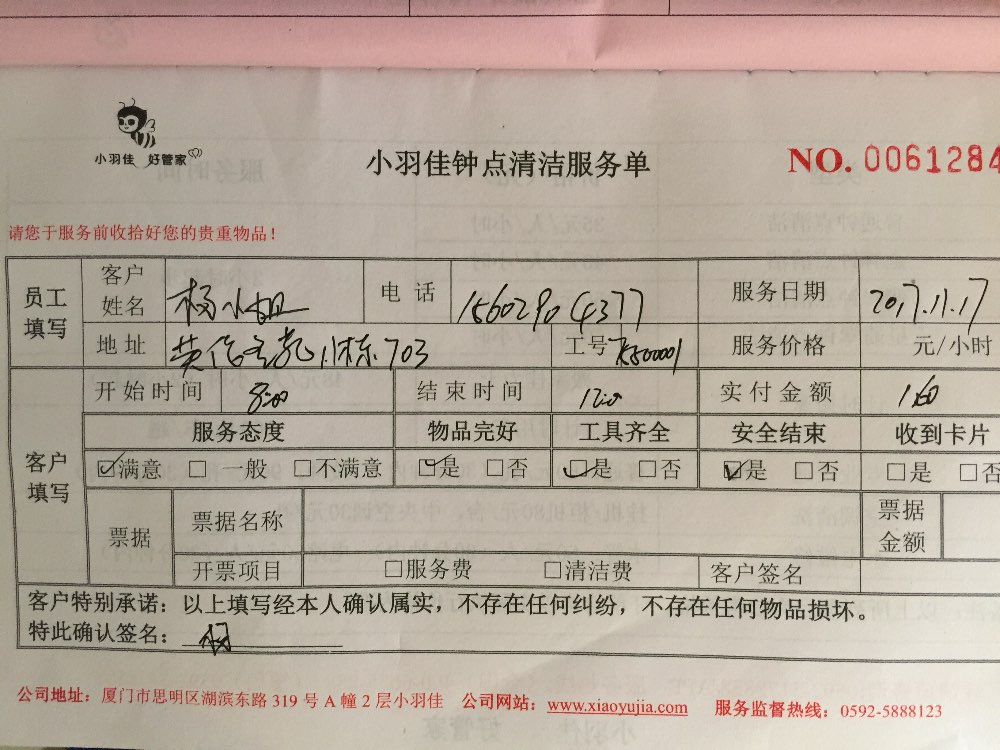 小羽佳 好管家
小羽佳钟点清洁服务单
NO. 0061284
请您于服务前收拾好您的贵重物品！
员工填写
客户姓名 杨小姐 电话 15602904377 服务日期 2017.11.17
地址 703 工号 服务价格 元/小时
客户填写
开始时间 8:00 结束时间 12:00 实付金额 160
服务态度 物品完好 工具齐全 安全结束 收到卡片
☑满意 □一般 □不满意 ☑是 □否 ☑是 □否 ☑是 □否 □是 □否
票据 票据名称 票据金额
开票项目 □服务费 □清洁费 客户签名
客户特别承诺：以上填写经本人确认属实，不存在任何纠纷，不存在任何物品损坏。
特此确认签名：杨
公司地址：厦门市思明区湖滨东路 319 号 A 幢 2 层小羽佳 公司网站：www.xiaoyujia.com 服务监督热线：0592-5888123